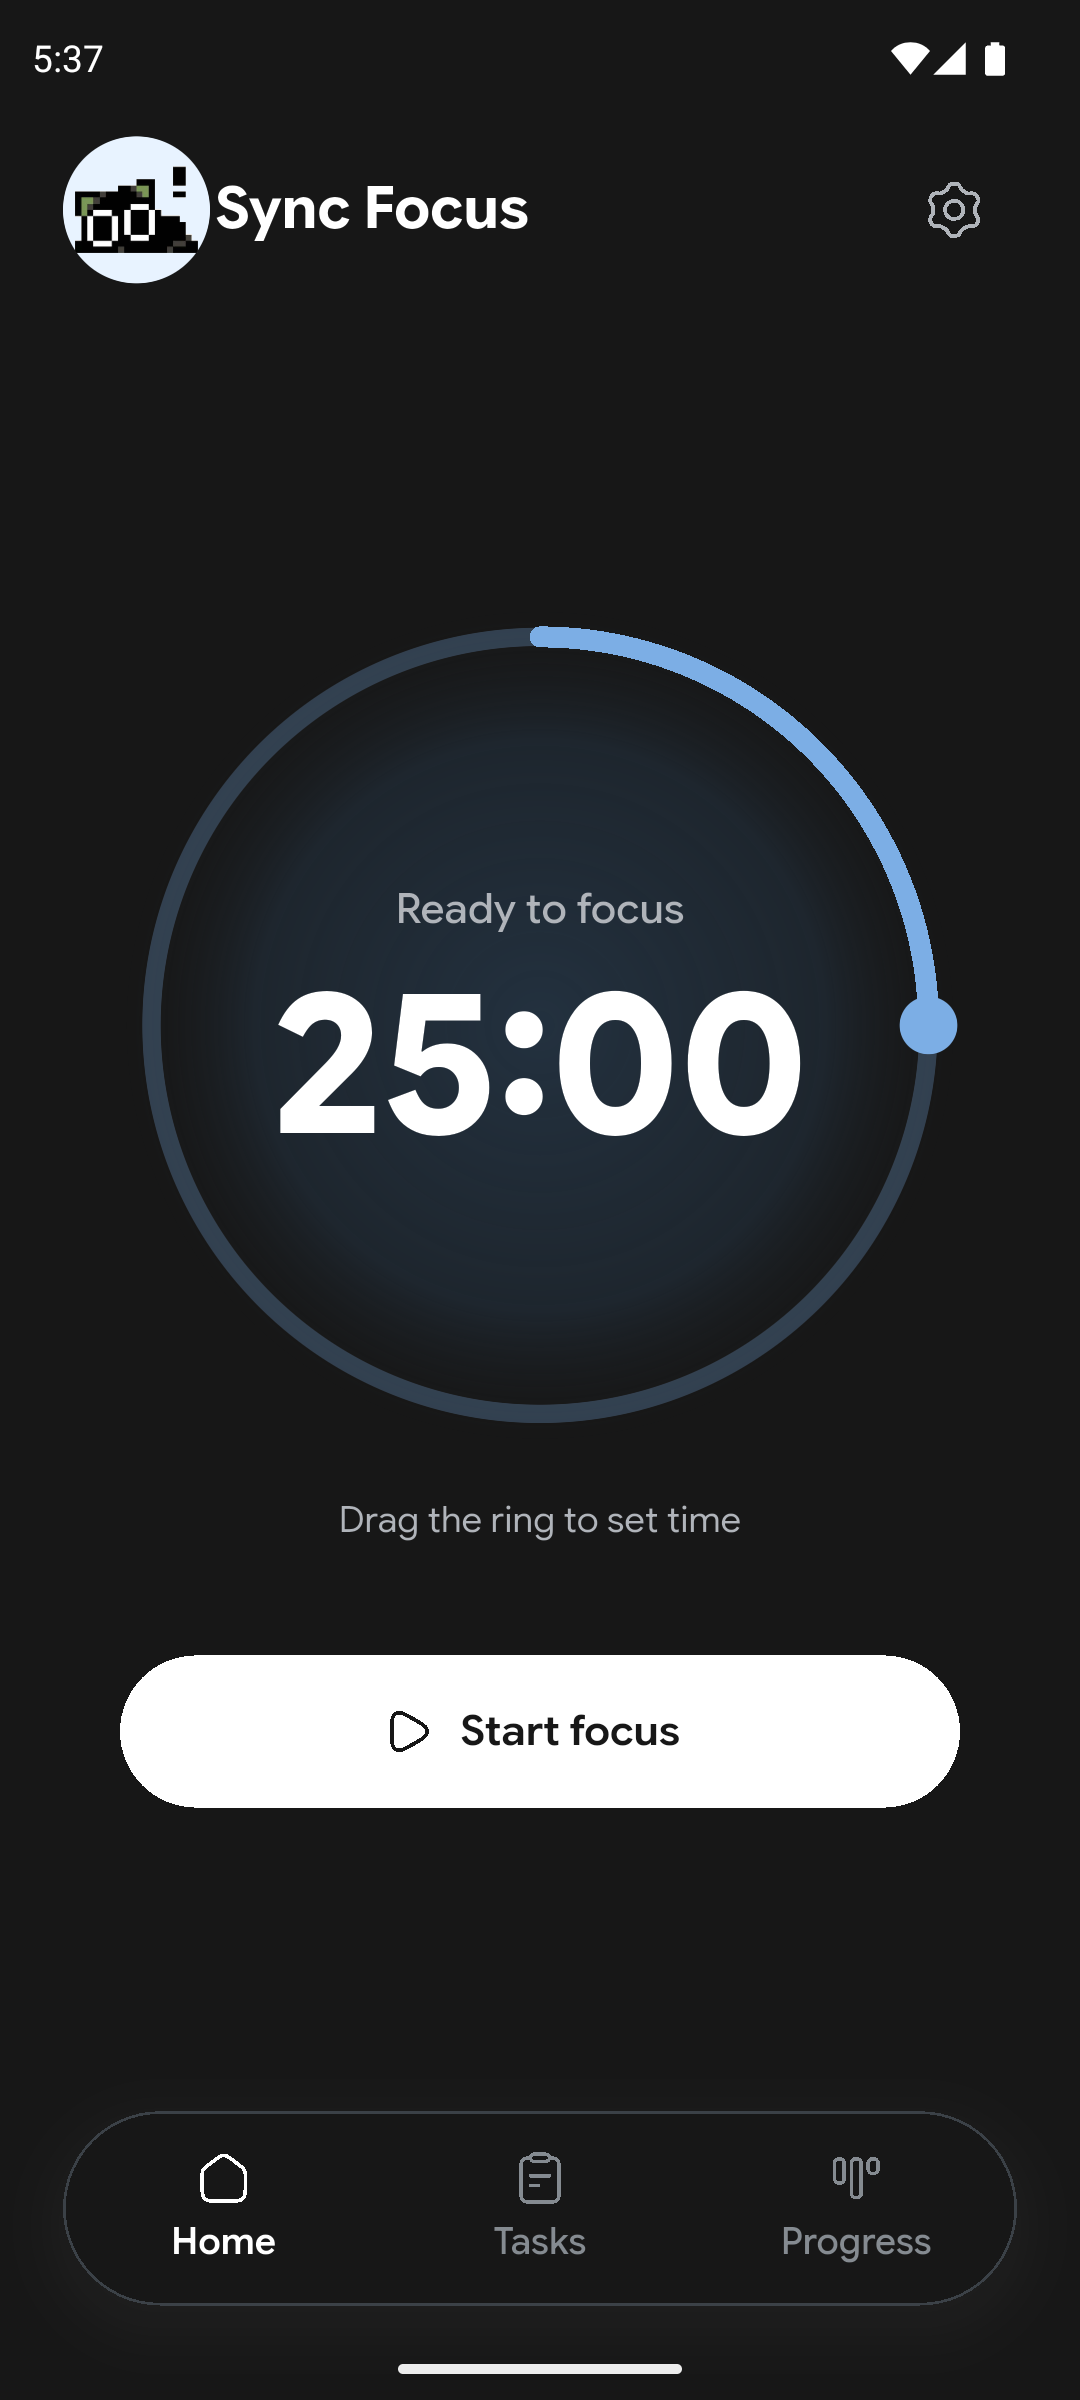 5:37
Sync Focus
Ready to focus
25:00
Drag the ring to set time
Start focus
Home
Tasks
Progress